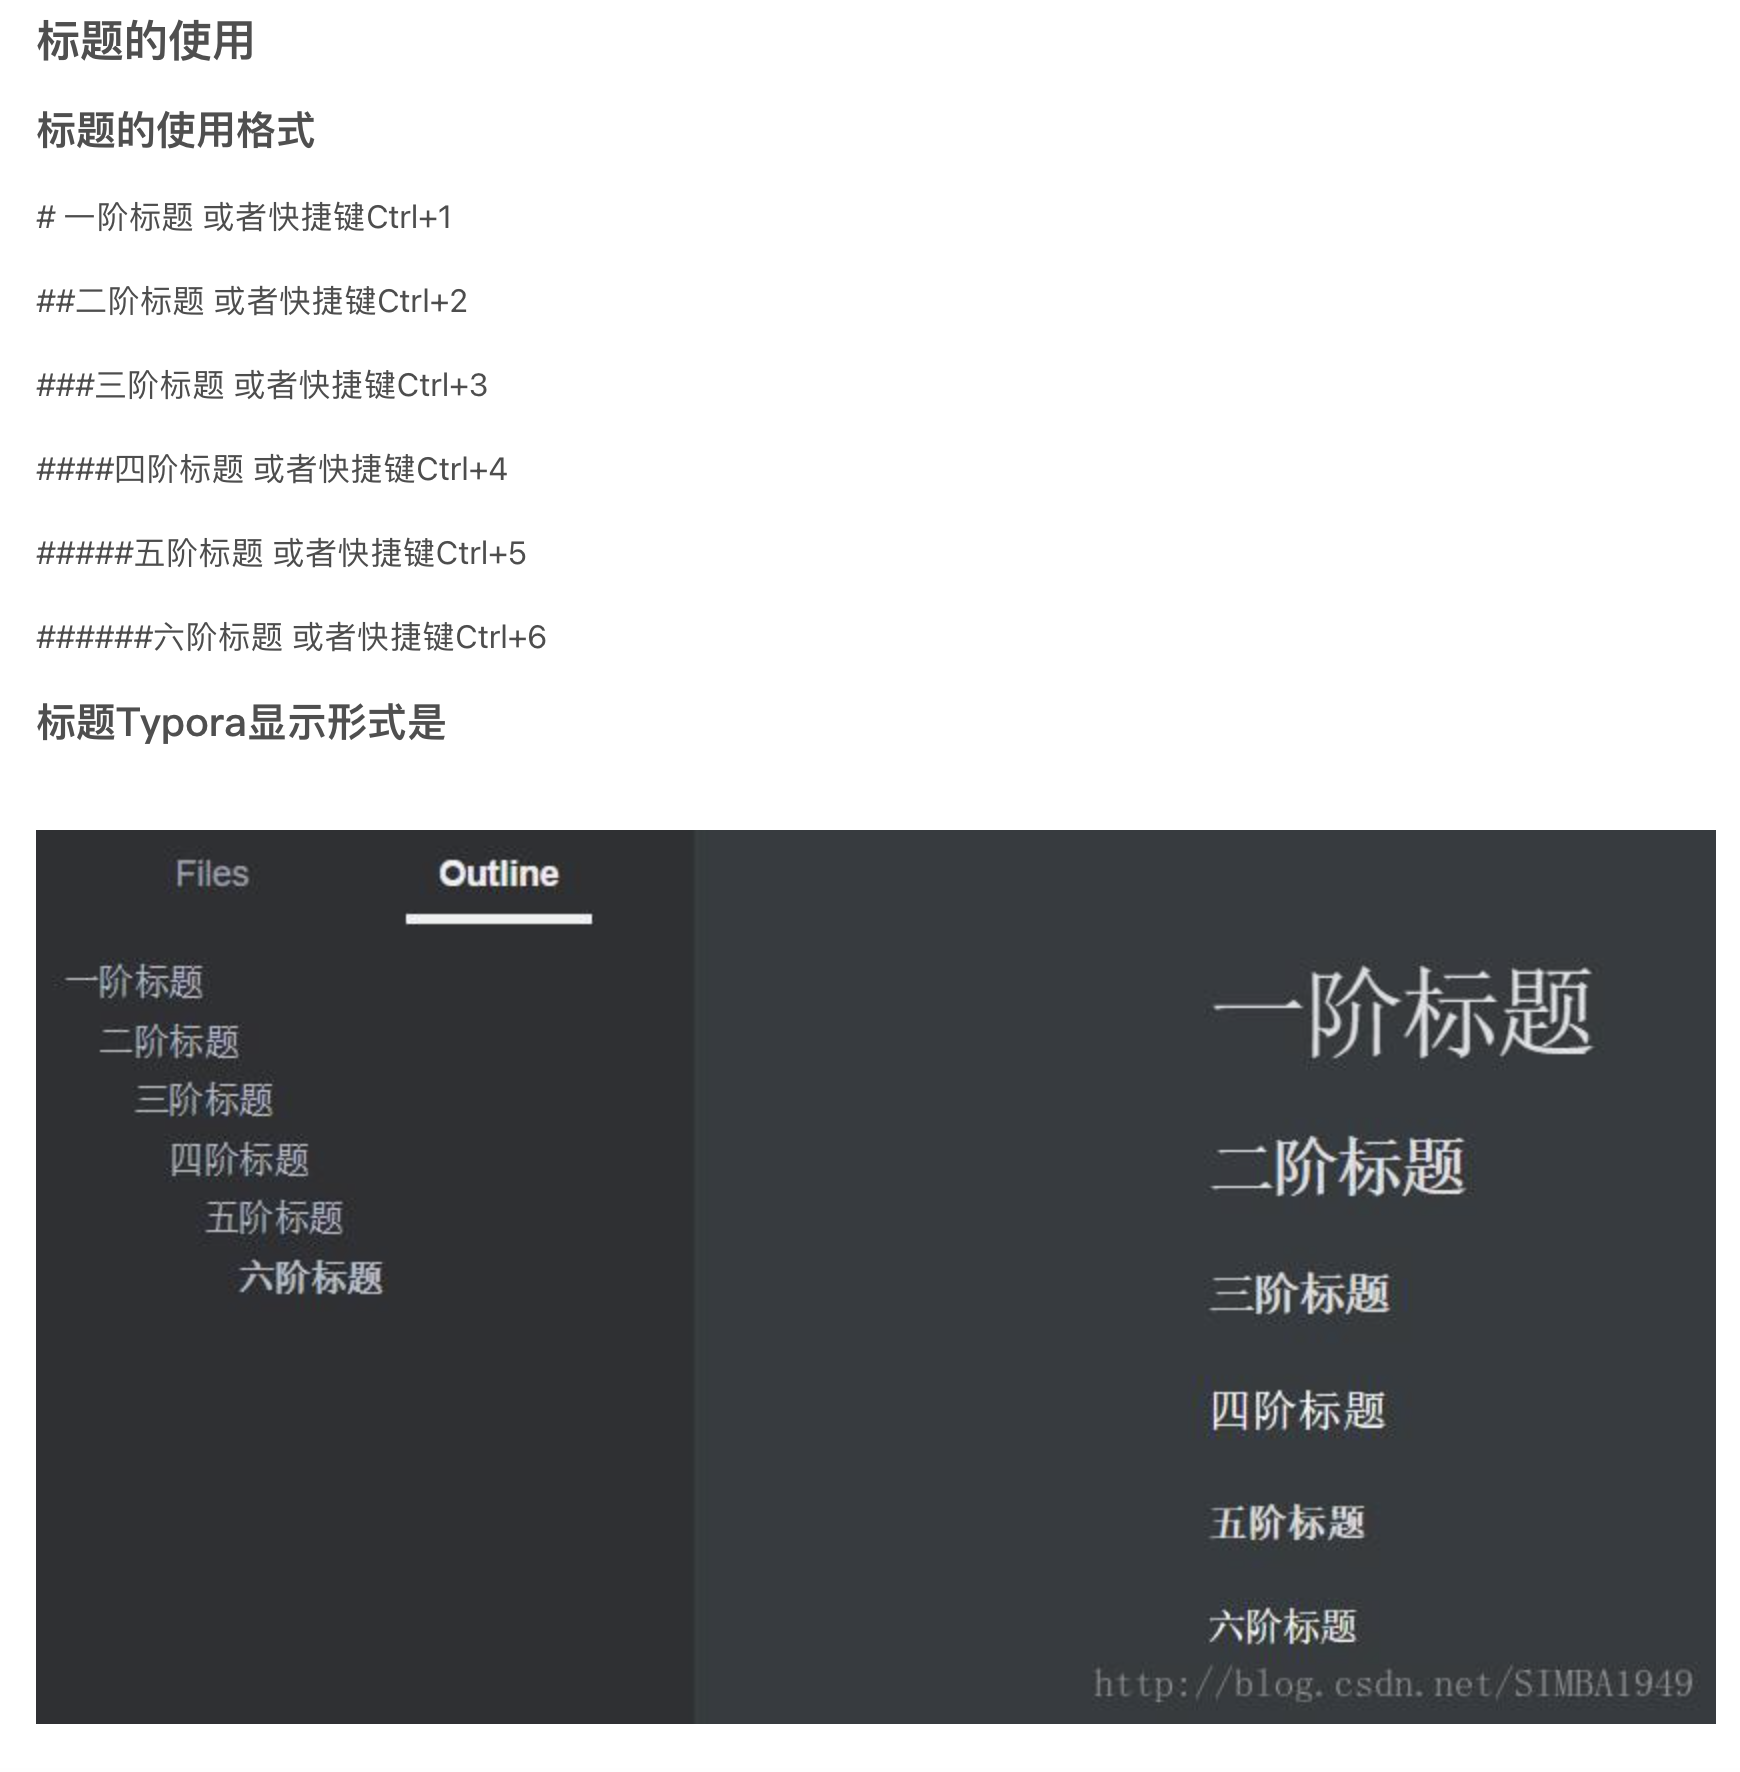 标题的使用
标题的使用格式
# 一阶标题 或者快捷键Ctrl+1
##二阶标题 或者快捷键Ctrl+2
###三阶标题 或者快捷键Ctrl+3
####四阶标题 或者快捷键Ctrl+4
#####五阶标题 或者快捷键Ctrl+5
######六阶标题 或者快捷键Ctrl+6
标题Typora显示形式是
Files Outline
一阶标题
二阶标题
三阶标题
四阶标题
五阶标题
六阶标题
一阶标题
二阶标题
三阶标题
四阶标题
五阶标题
六阶标题
http://blog.csdn.net/SIMBA1949